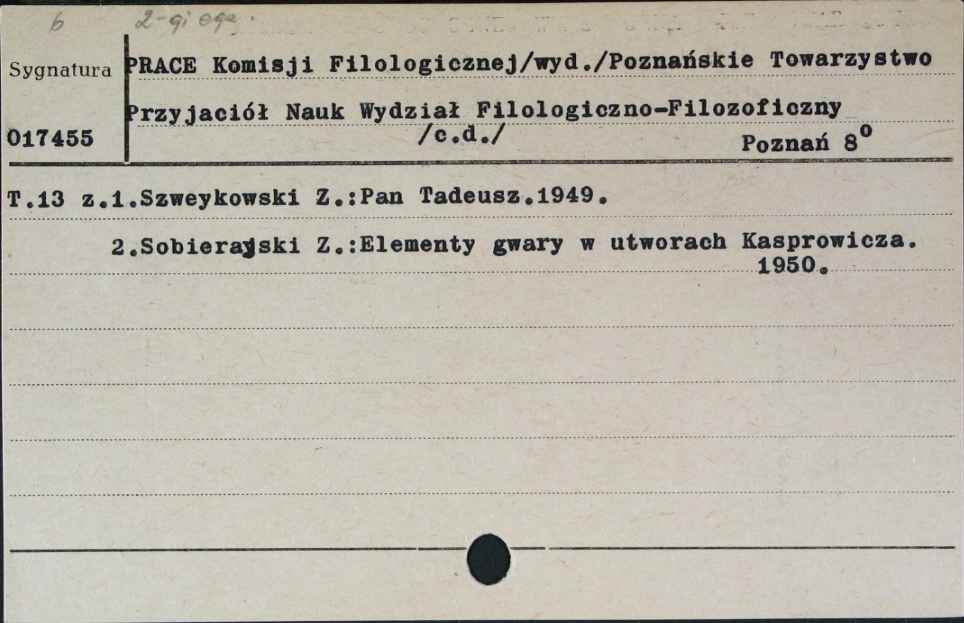 6 2-gi egz.
Sygnatura PRACE Komisji Filologicznej/wyd./Poznańskie Towarzystwo
Przyjaciół Nauk Wydział Filologiczno-Filozoficzny
017455 /c.d./ Poznań 8⁰
T.13 z.1.Szweykowski Z.:Pan Tadeusz.1949.
2.Sobierajski Z.:Elementy gwary w utworach Kasprowicza.
1950.